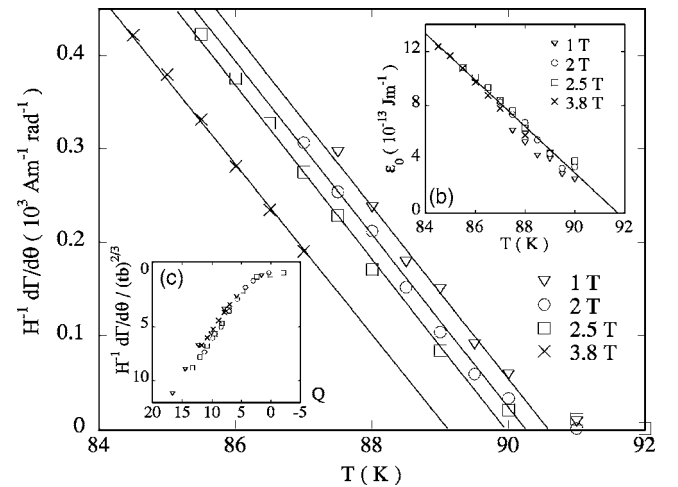 H⁻¹ dΓ/dθ ( 10³ Am⁻¹ rad⁻¹ )
0.4
0.3
0.2
0.1
0
84
86
88
90
92
T ( K )
1 T
2 T
2.5 T
3.8 T
(b)
ε₀ ( 10⁻¹³ Jm⁻¹ )
12
8
4
0
84
86
88
90
92
T ( K )
1 T
2 T
2.5 T
3.8 T
(c)
H⁻¹ dΓ/dθ / (tb)^2/3
0
5
10
20
15
10
5
0
-5
Q